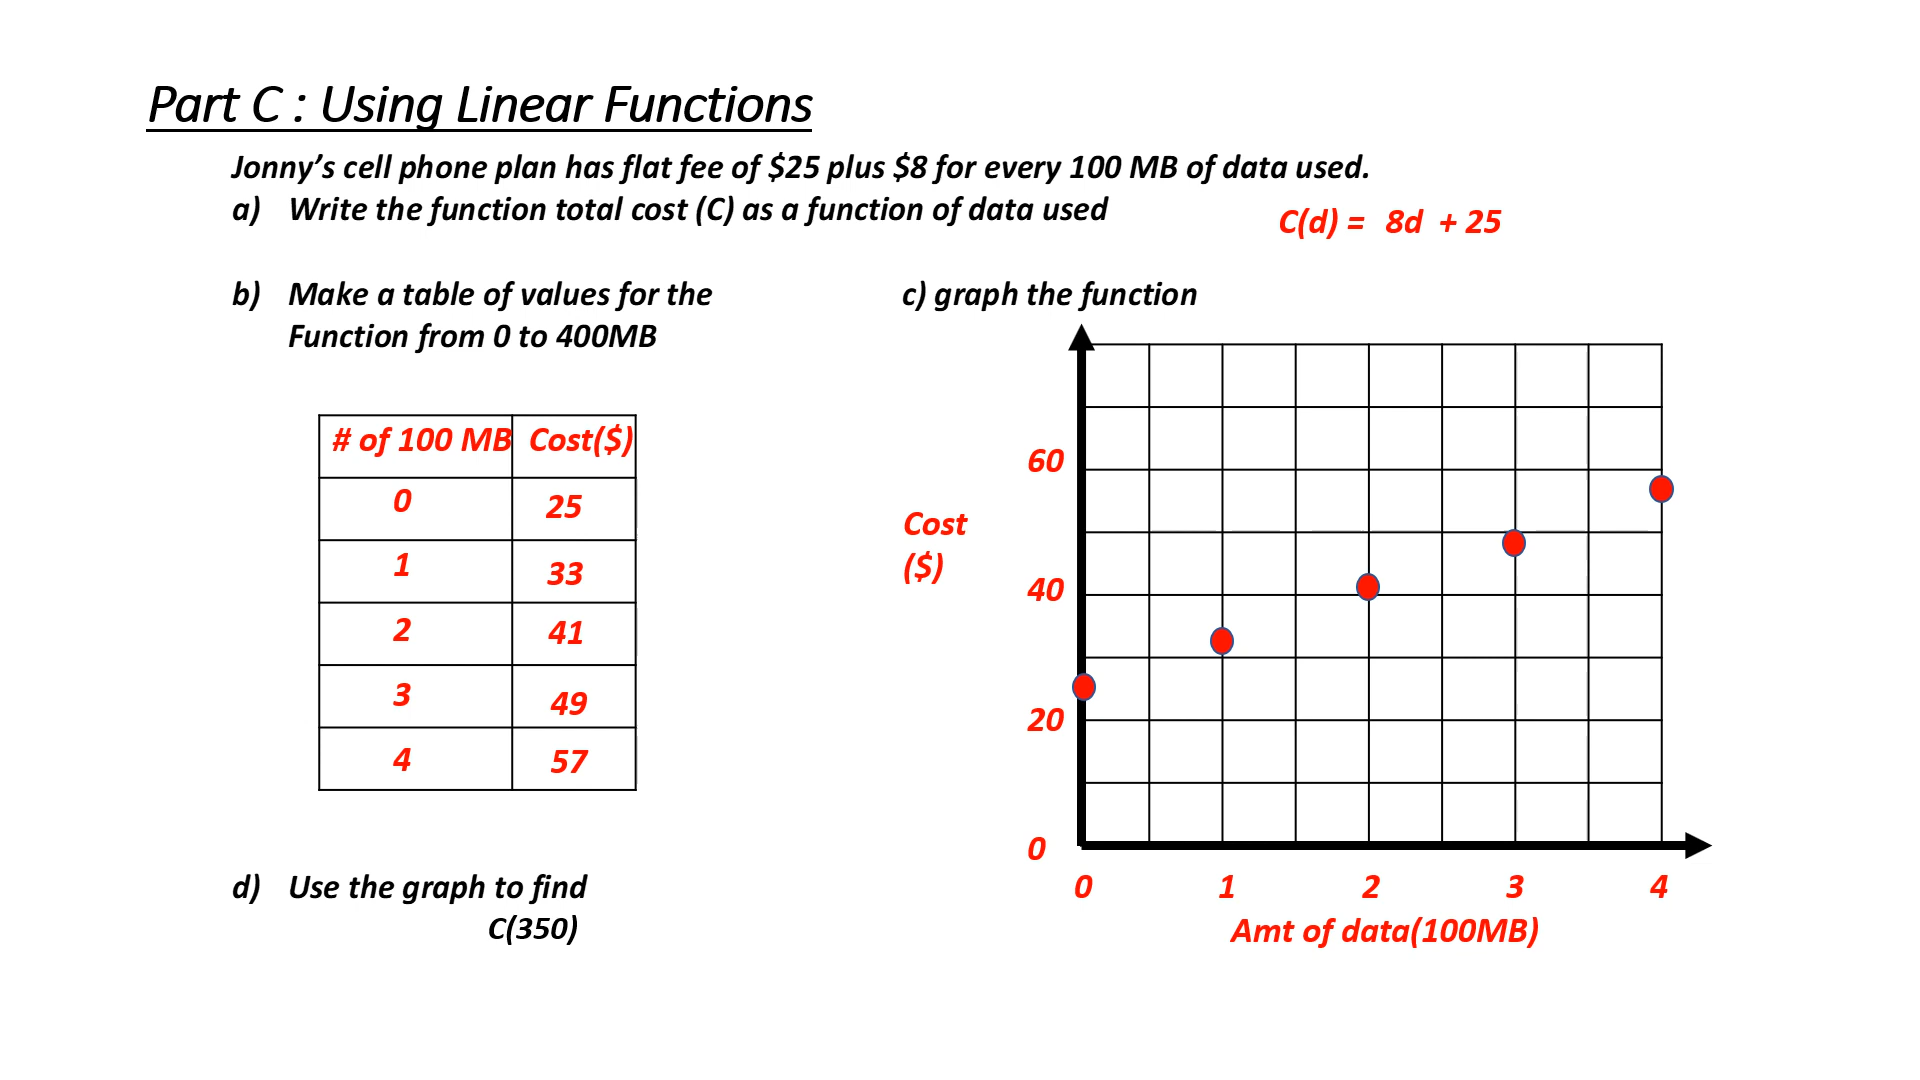 Part C : Using Linear Functions
Jonny’s cell phone plan has flat fee of $25 plus $8 for every 100 MB of data used.
a) Write the function total cost (C) as a function of data used
C(d) = 8d + 25
b) Make a table of values for the
Function from 0 to 400MB
# of 100 MB Cost($)
0 25
1 33
2 41
3 49
4 57
c) graph the function
60
Cost
($)
40
20
0
0 1 2 3 4
Amt of data(100MB)
d) Use the graph to find
C(350)